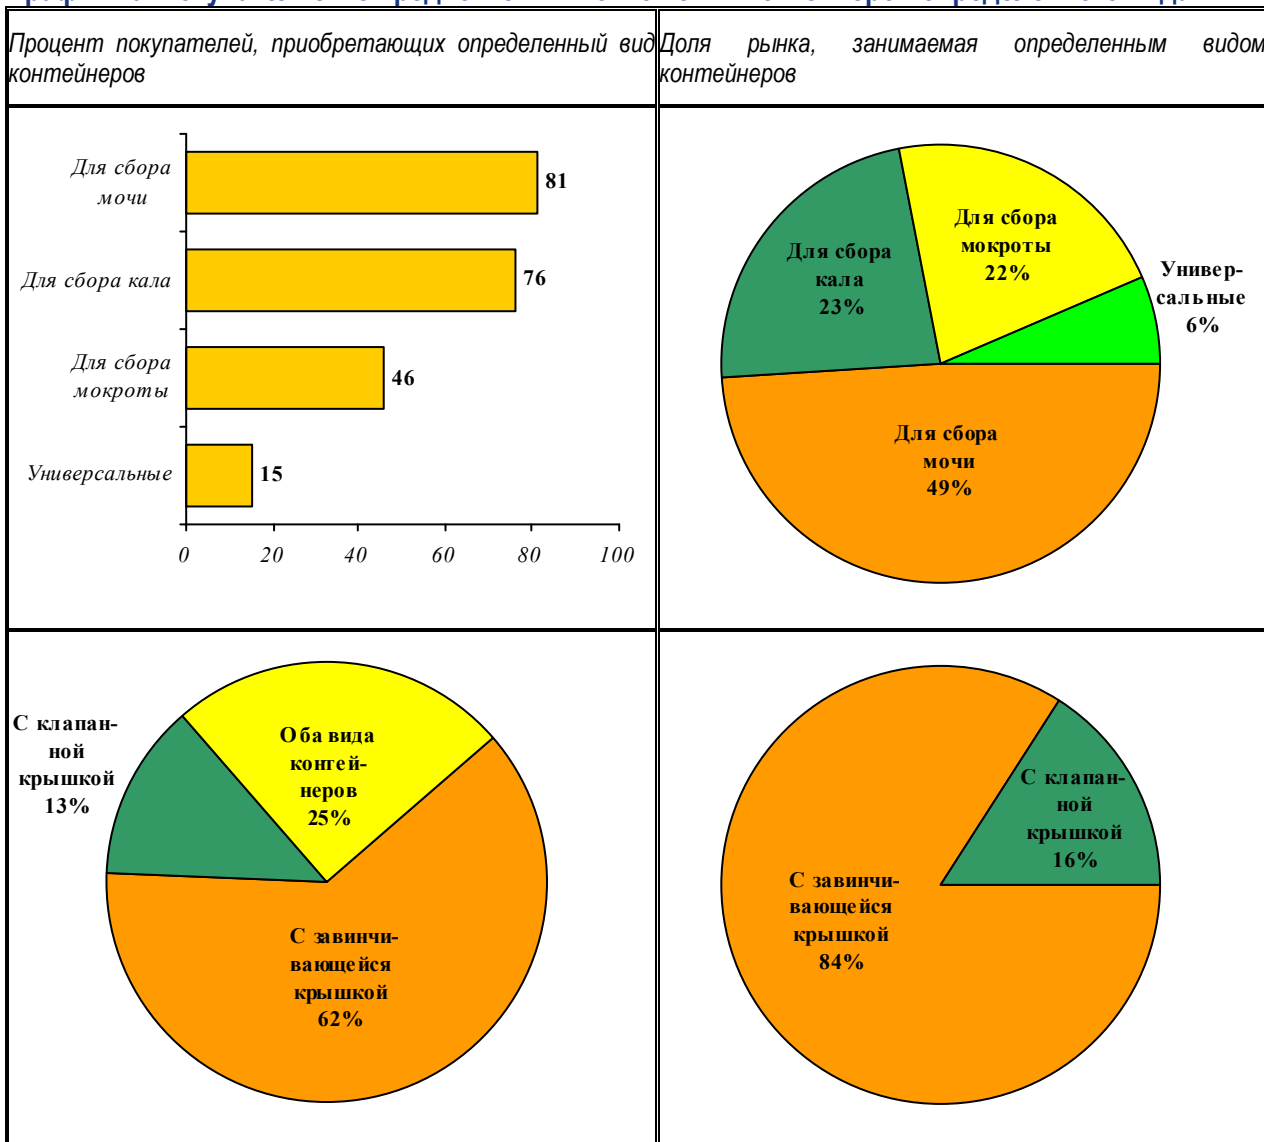 Процент покупателей, приобретающих определенный вид
контейнеров
Доля рынка, занимаемая определенным видом
контейнеров
Для сбора
мочи
81
Для сбора кала
76
Для сбора
мокроты
46
Универсальные
15
0 20 40 60 80 100
Для сбора
мокроты
22%
Для сбора
кала
23%
Универ-
сальные
6%
Для сбора
мочи
49%
С клапан-
ной
крышкой
13%
Оба вида
контей-
неров
25%
С завинчи-
вающейся
крышкой
62%
С клапан-
ной
крышкой
16%
С завинчи-
вающейся
крышкой
84%